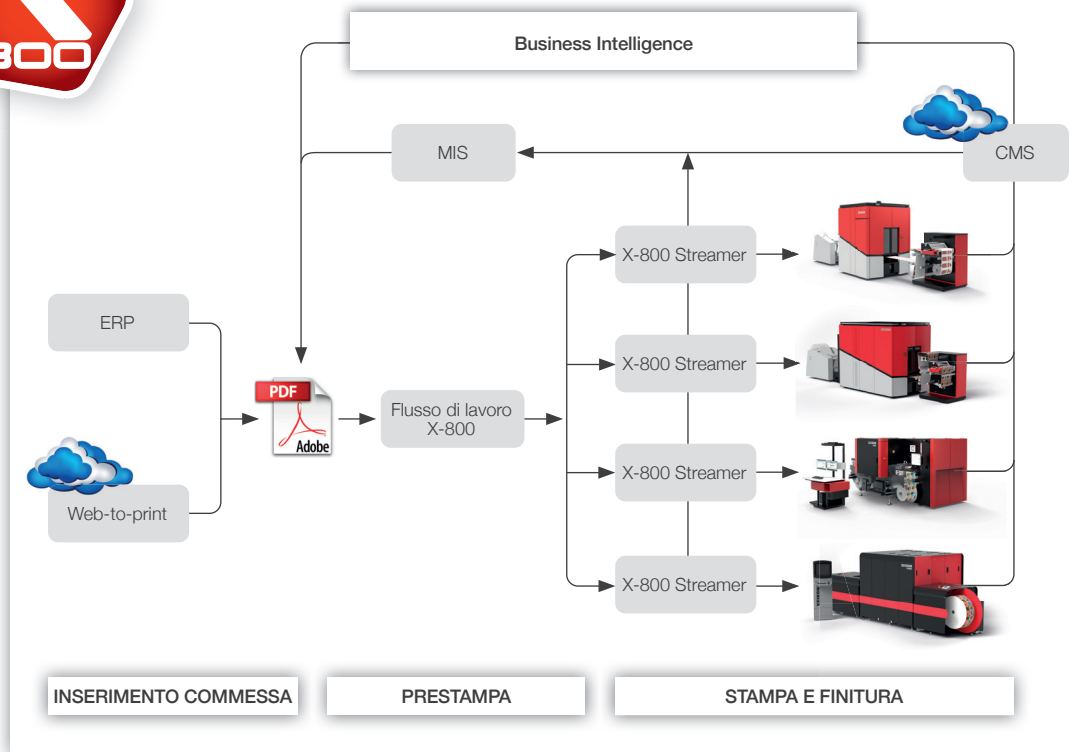 800
Business Intelligence
MIS
CMS
X-800 Streamer
ERP
X-800 Streamer
PDF
Adobe
Flusso di lavoro
X-800
X-800 Streamer
Web-to-print
X-800 Streamer
INSERIMENTO COMMESSA
PRESTAMPA
STAMPA E FINITURA